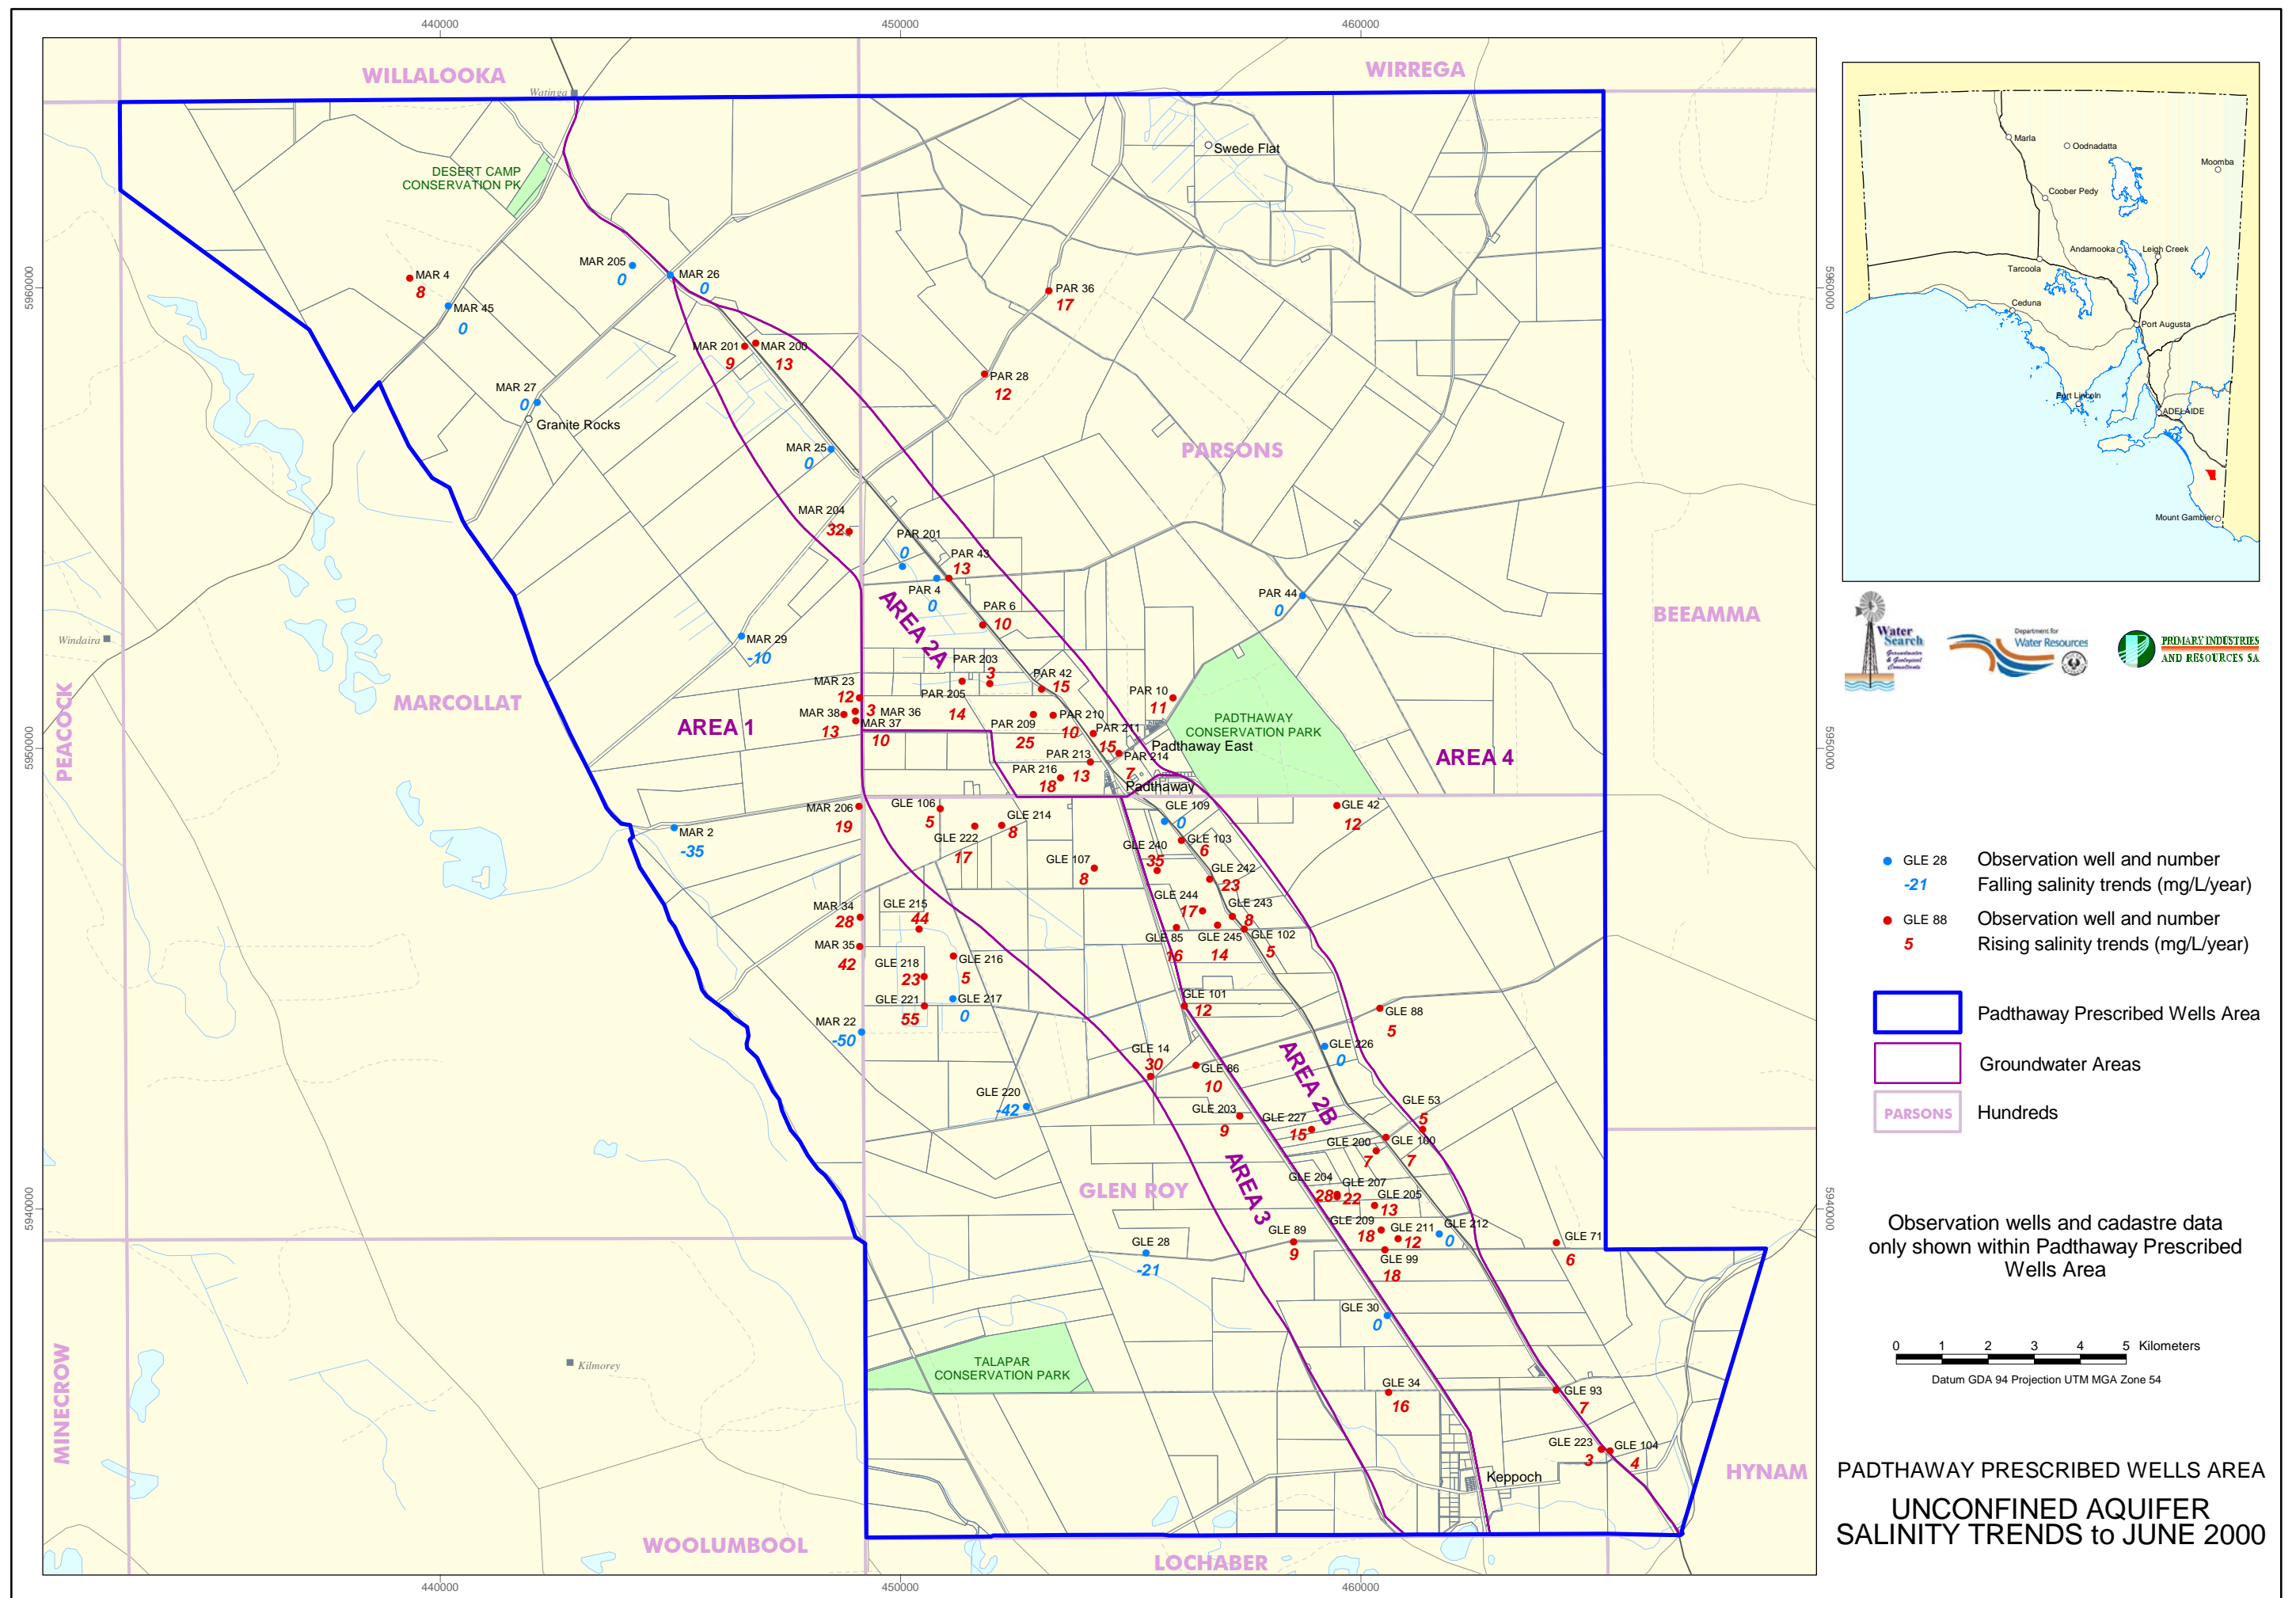 440000
450000
460000
WILLALOOKA
WIRREGA
Watinga
Swede Flat
DESERT CAMP
CONSERVATION PK
MAR 205
0
MAR 26
0
MAR 4
8
MAR 45
0
PAR 36
17
5960000
5960000
MAR 201
9
MAR 200
13
PAR 28
12
MAR 27
0
Granite Rocks
MAR 25
0
PARSONS
MAR 204
32
PAR 201
0
PAR 43
13
PAR 4
0
PAR 44
0
AREA 2A
PAR 6
10
BEEAMMA
Windaira
MAR 29
-10
PAR 203
3
PAR 42
15
MAR 23
12
PAR 205
14
PAR 10
11
PEACOCK
MARCOLLAT
AREA 1
MAR 38
13
3
MAR 36
MAR 37
10
PAR 209
25
PAR 210
10
PAR 211
15
PADTHAWAY
CONSERVATION PARK
Padthaway East
AREA 4
5950000
5950000
PAR 213
13
PAR 214
7
PAR 216
18
Padthaway
MAR 206
19
GLE 106
5
GLE 214
8
GLE 222
17
GLE 109
0
GLE 42
12
MAR 2
-35
GLE 103
6
GLE 240
35
GLE 107
8
GLE 242
23
GLE 244
17
GLE 243
8
MAR 34
28
GLE 215
44
GLE 85
16
GLE 245
14
GLE 102
5
MAR 35
42
GLE 218
23
GLE 216
5
GLE 221
55
GLE 217
0
GLE 101
12
GLE 88
5
MAR 22
-50
GLE 226
0
GLE 14
30
GLE 86
10
AREA 2B
GLE 220
-42
GLE 203
9
GLE 227
15
GLE 53
5
GLE 200
7
GLE 100
7
AREA 3
GLEN ROY
GLE 204
28
GLE 207
22
GLE 205
13
5940000
5940000
GLE 209
18
GLE 211
12
GLE 212
0
GLE 89
9
GLE 28
-21
GLE 99
18
GLE 71
6
GLE 30
0
MINECROW
Kilmorey
TALAPAR
CONSERVATION PARK
GLE 34
16
GLE 93
7
GLE 223
3
GLE 104
4
Keppoch
HYNAM
WOOLUMBOOL
LOCHABER
440000
450000
460000
Marla
Oodnadatta
Moomba
Coober Pedy
Andamooka
Leigh Creek
Tarcoola
Ceduna
Port Augusta
Port Lincoln
ADELAIDE
Mount Gambier
Water
Search
Groundwater
& Geological
Consultants
Department for
Water Resources
PRIMARY INDUSTRIES
AND RESOURCES SA
GLE 28 Observation well and number
-21 Falling salinity trends (mg/L/year)
GLE 88 Observation well and number
5 Rising salinity trends (mg/L/year)
Padthaway Prescribed Wells Area
Groundwater Areas
PARSONS Hundreds
Observation wells and cadastre data
only shown within Padthaway Prescribed
Wells Area
0 1 2 3 4 5 Kilometers
Datum GDA 94 Projection UTM MGA Zone 54
PADTHAWAY PRESCRIBED WELLS AREA
UNCONFINED AQUIFER
SALINITY TRENDS to JUNE 2000